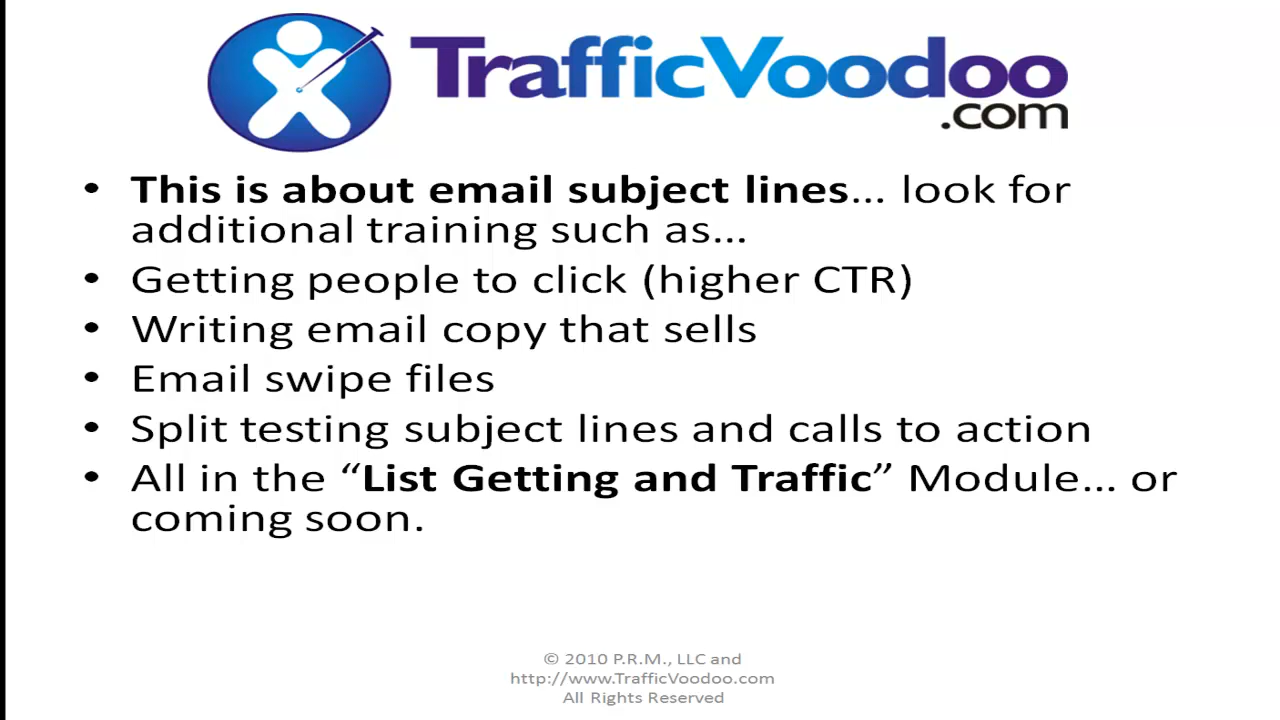 TrafficVoodoo
.com
• This is about email subject lines... look for
additional training such as...
• Getting people to click (higher CTR)
• Writing email copy that sells
• Email swipe files
• Split testing subject lines and calls to action
• All in the “List Getting and Traffic” Module... or
coming soon.
© 2010 P.R.M., LLC and
http://www.TrafficVoodoo.com
All Rights Reserved